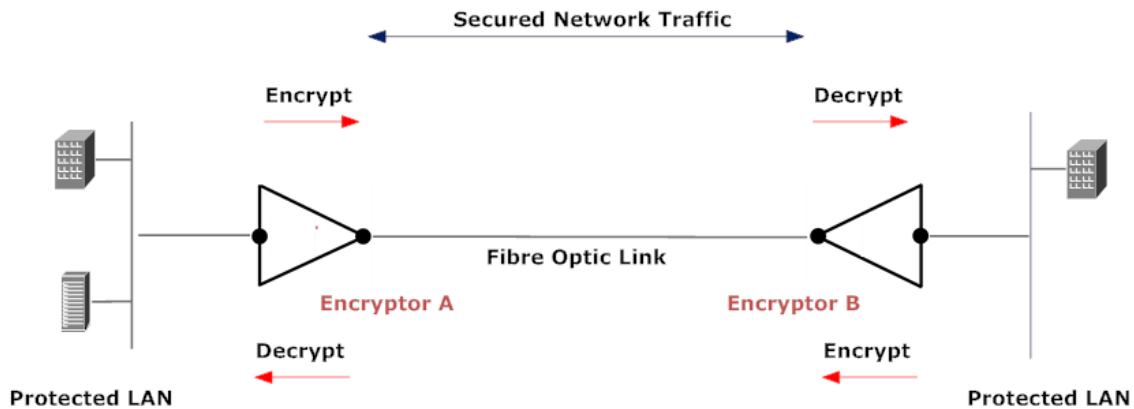 Secured Network Traffic
Encrypt
Decrypt
Fibre Optic Link
Encryptor A
Encryptor B
Decrypt
Encrypt
Protected LAN
Protected LAN